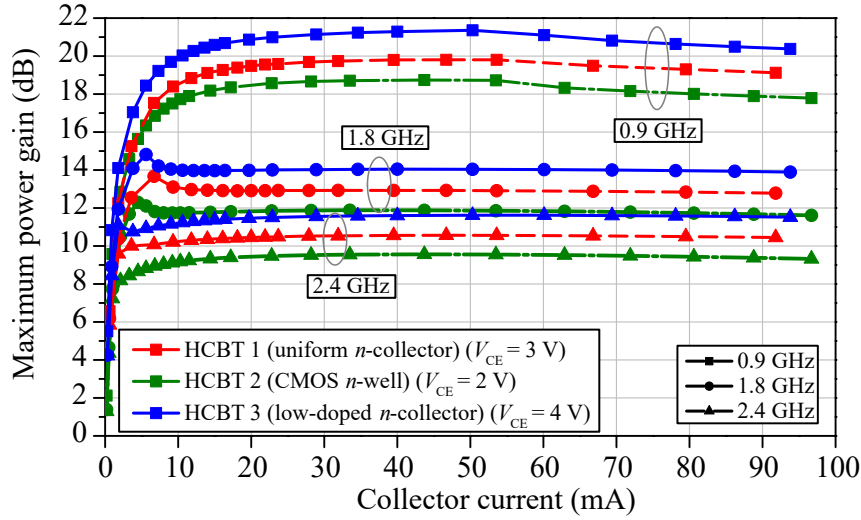 Maximum power gain (dB)
22
20
18
16
14
12
10
8
6
4
2
0
1.8 GHz
0.9 GHz
2.4 GHz
HCBT 1 (uniform n-collector) (VCE = 3 V)
HCBT 2 (CMOS n-well) (VCE = 2 V)
HCBT 3 (low-doped n-collector) (VCE = 4 V)
0.9 GHz
1.8 GHz
2.4 GHz
0 10 20 30 40 50 60 70 80 90 100
Collector current (mA)